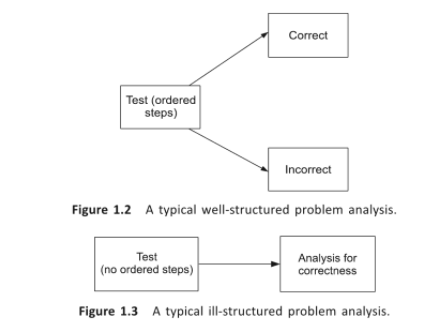 Correct
Test (ordered
steps)
Incorrect
Figure 1.2 A typical well-structured problem analysis.
Test
(no ordered steps)
Analysis for
correctness
Figure 1.3 A typical ill-structured problem analysis.